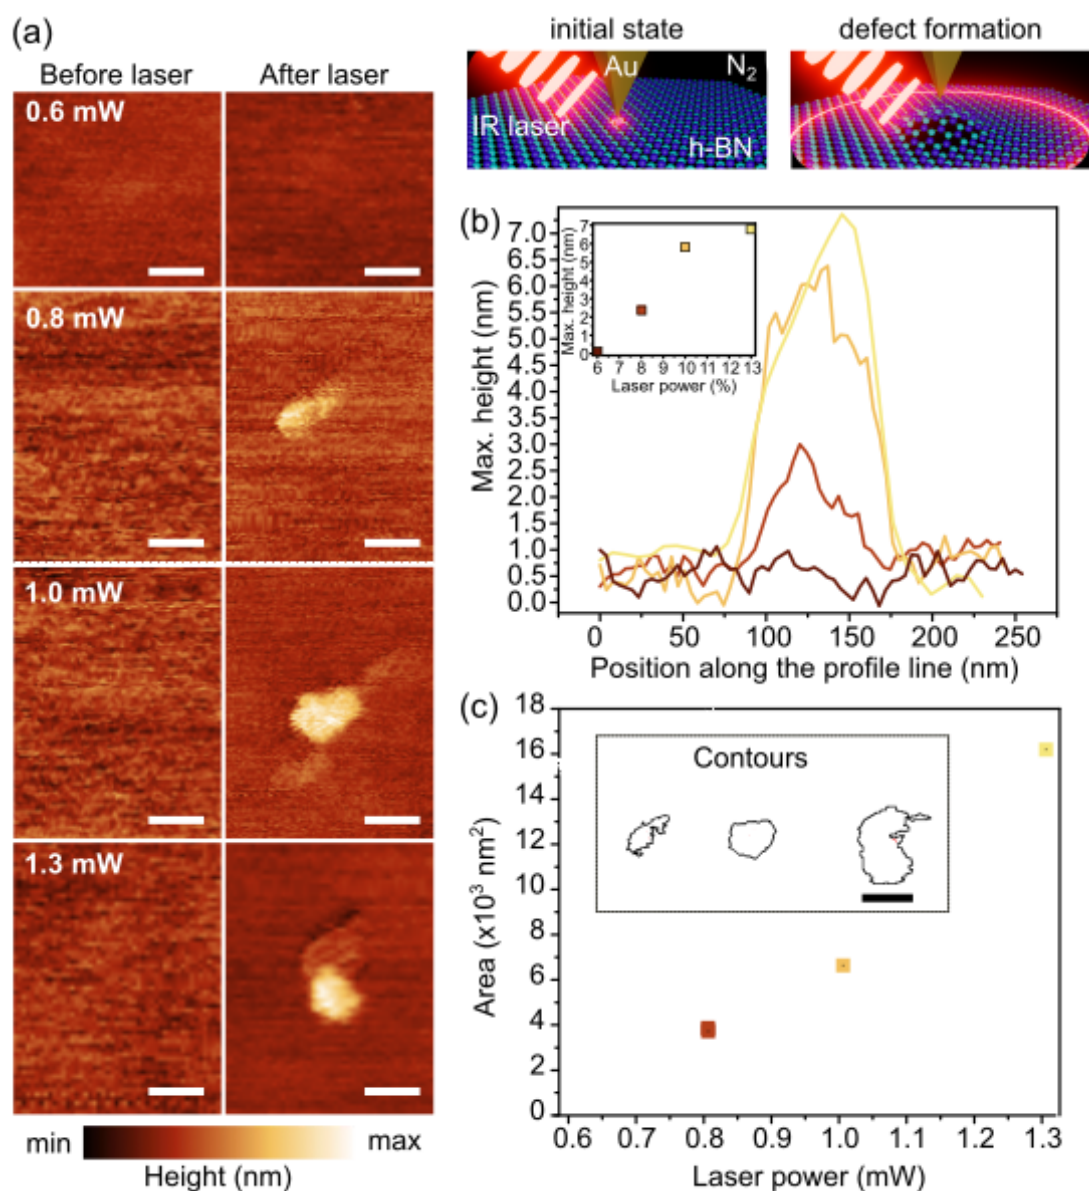 (a)
Before laser
After laser
0.6 mW
0.8 mW
1.0 mW
1.3 mW
min
max
Height (nm)
initial state
defect formation
Au
N₂
IR laser
h-BN
(b)
Max. height (nm)
7.0
6.5
6.0
5.5
5.0
4.5
4.0
3.5
3.0
2.5
2.0
1.5
1.0
0.5
0.0
0 50 100 150 200 250
Position along the profile line (nm)
Max. height (nm)
7
6
5
4
3
2
1
0
6 7 8 9 10 11 12 13
Laser power (%)
(c)
Area (x10³ nm²)
18
16
14
12
10
8
6
4
2
0
0.6 0.7 0.8 0.9 1.0 1.1 1.2 1.3
Laser power (mW)
Contours